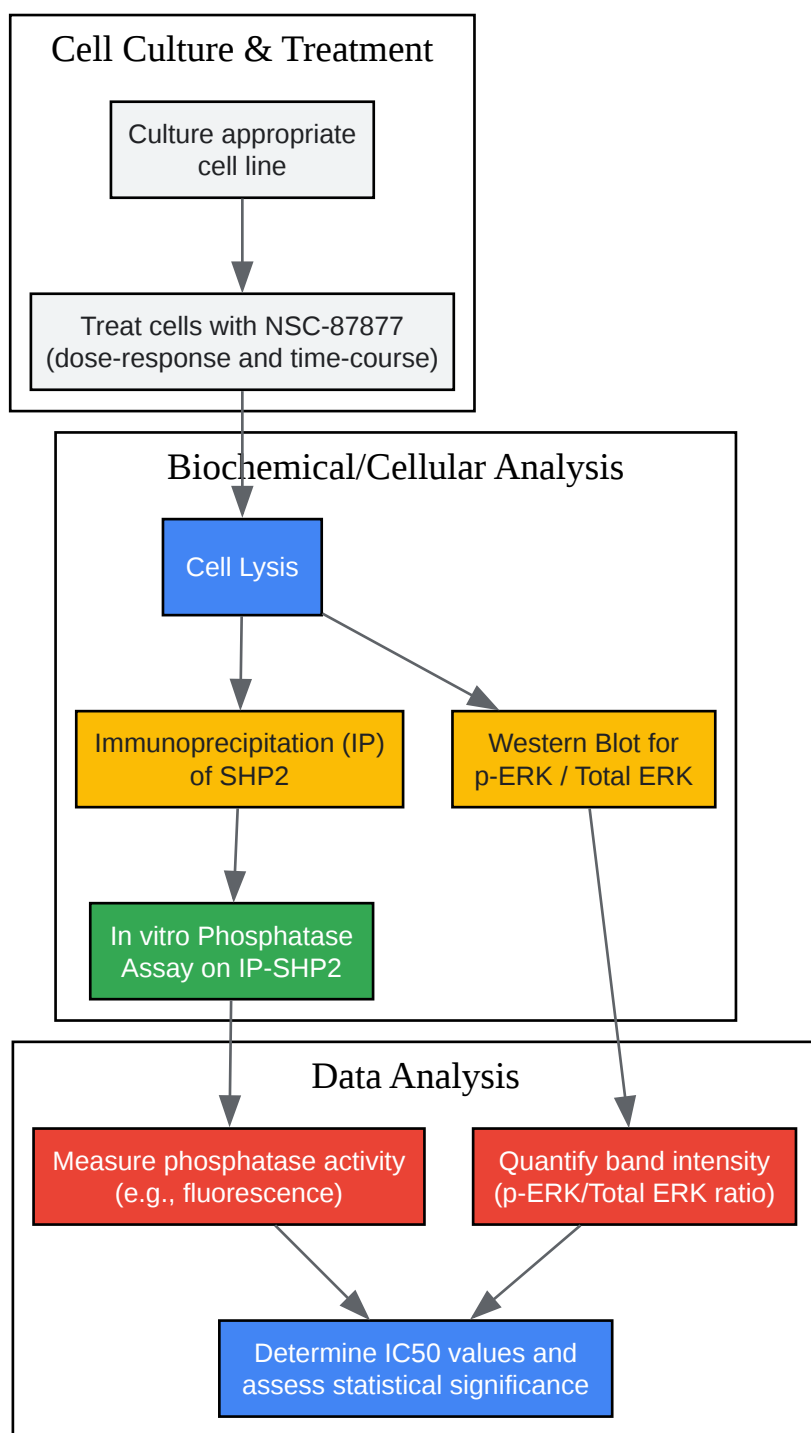 Cell Culture & Treatment
Culture appropriate
cell line
Treat cells with NSC-87877
(dose-response and time-course)
Biochemical/Cellular Analysis
Cell Lysis
Immunoprecipitation (IP)
of SHP2
Western Blot for
p-ERK / Total ERK
In vitro Phosphatase
Assay on IP-SHP2
Data Analysis
Measure phosphatase activity
(e.g., fluorescence)
Quantify band intensity
(p-ERK/Total ERK ratio)
Determine IC50 values and
assess statistical significance